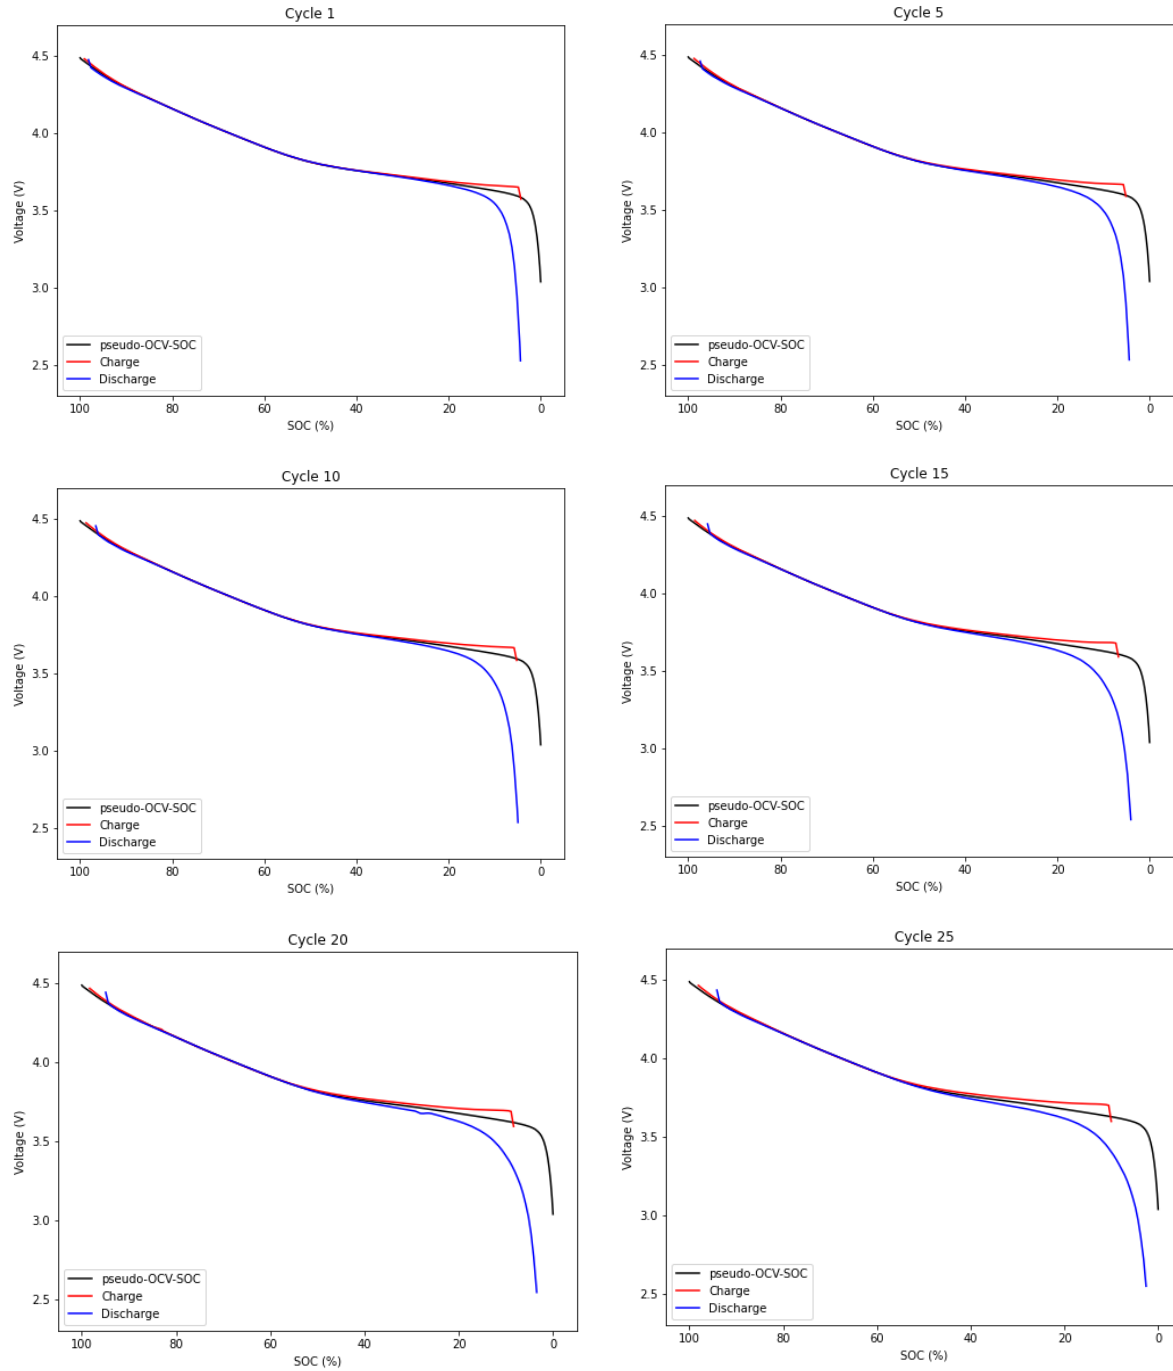 Cycle 1
4.5
4.0
3.5
3.0
2.5
Voltage (V)
pseudo-OCV-SOC
Charge
Discharge
100 80 60 40 20 0
SOC (%)
Cycle 5
4.5
4.0
3.5
3.0
2.5
Voltage (V)
pseudo-OCV-SOC
Charge
Discharge
100 80 60 40 20 0
SOC (%)
Cycle 10
4.5
4.0
3.5
3.0
2.5
Voltage (V)
pseudo-OCV-SOC
Charge
Discharge
100 80 60 40 20 0
SOC (%)
Cycle 15
4.5
4.0
3.5
3.0
2.5
Voltage (V)
pseudo-OCV-SOC
Charge
Discharge
100 80 60 40 20 0
SOC (%)
Cycle 20
4.5
4.0
3.5
3.0
2.5
Voltage (V)
pseudo-OCV-SOC
Charge
Discharge
100 80 60 40 20 0
SOC (%)
Cycle 25
4.5
4.0
3.5
3.0
2.5
Voltage (V)
pseudo-OCV-SOC
Charge
Discharge
100 80 60 40 20 0
SOC (%)